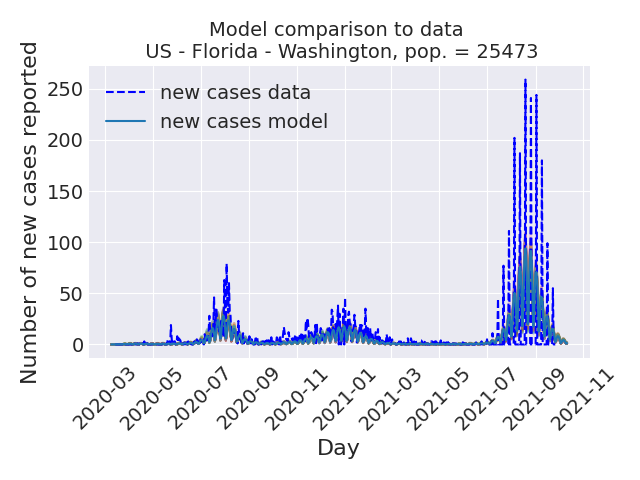 Model comparison to data
US - Florida - Washington, pop. = 25473
Number of new cases reported
250
200
150
100
50
0
new cases data
new cases model
2020-03
2020-05
2020-07
2020-09
2020-11
2021-01
2021-03
2021-05
2021-07
2021-09
2021-11
Day